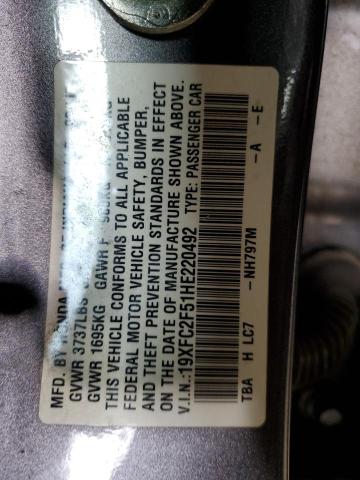 MFD. BY HONDA
GVWR 3737LBS
GVWR 1695KG GAWR F
THIS VEHICLE CONFORMS TO ALL APPLICABLE
FEDERAL MOTOR VEHICLE SAFETY, BUMPER,
AND THEFT PREVENTION STANDARDS IN EFFECT
ON THE DATE OF MANUFACTURE SHOWN ABOVE.
V.I.N.:19XFC2F51HE220492 TYPE: PASSENGER CAR
TBA H LC7 -NH797M -A -E